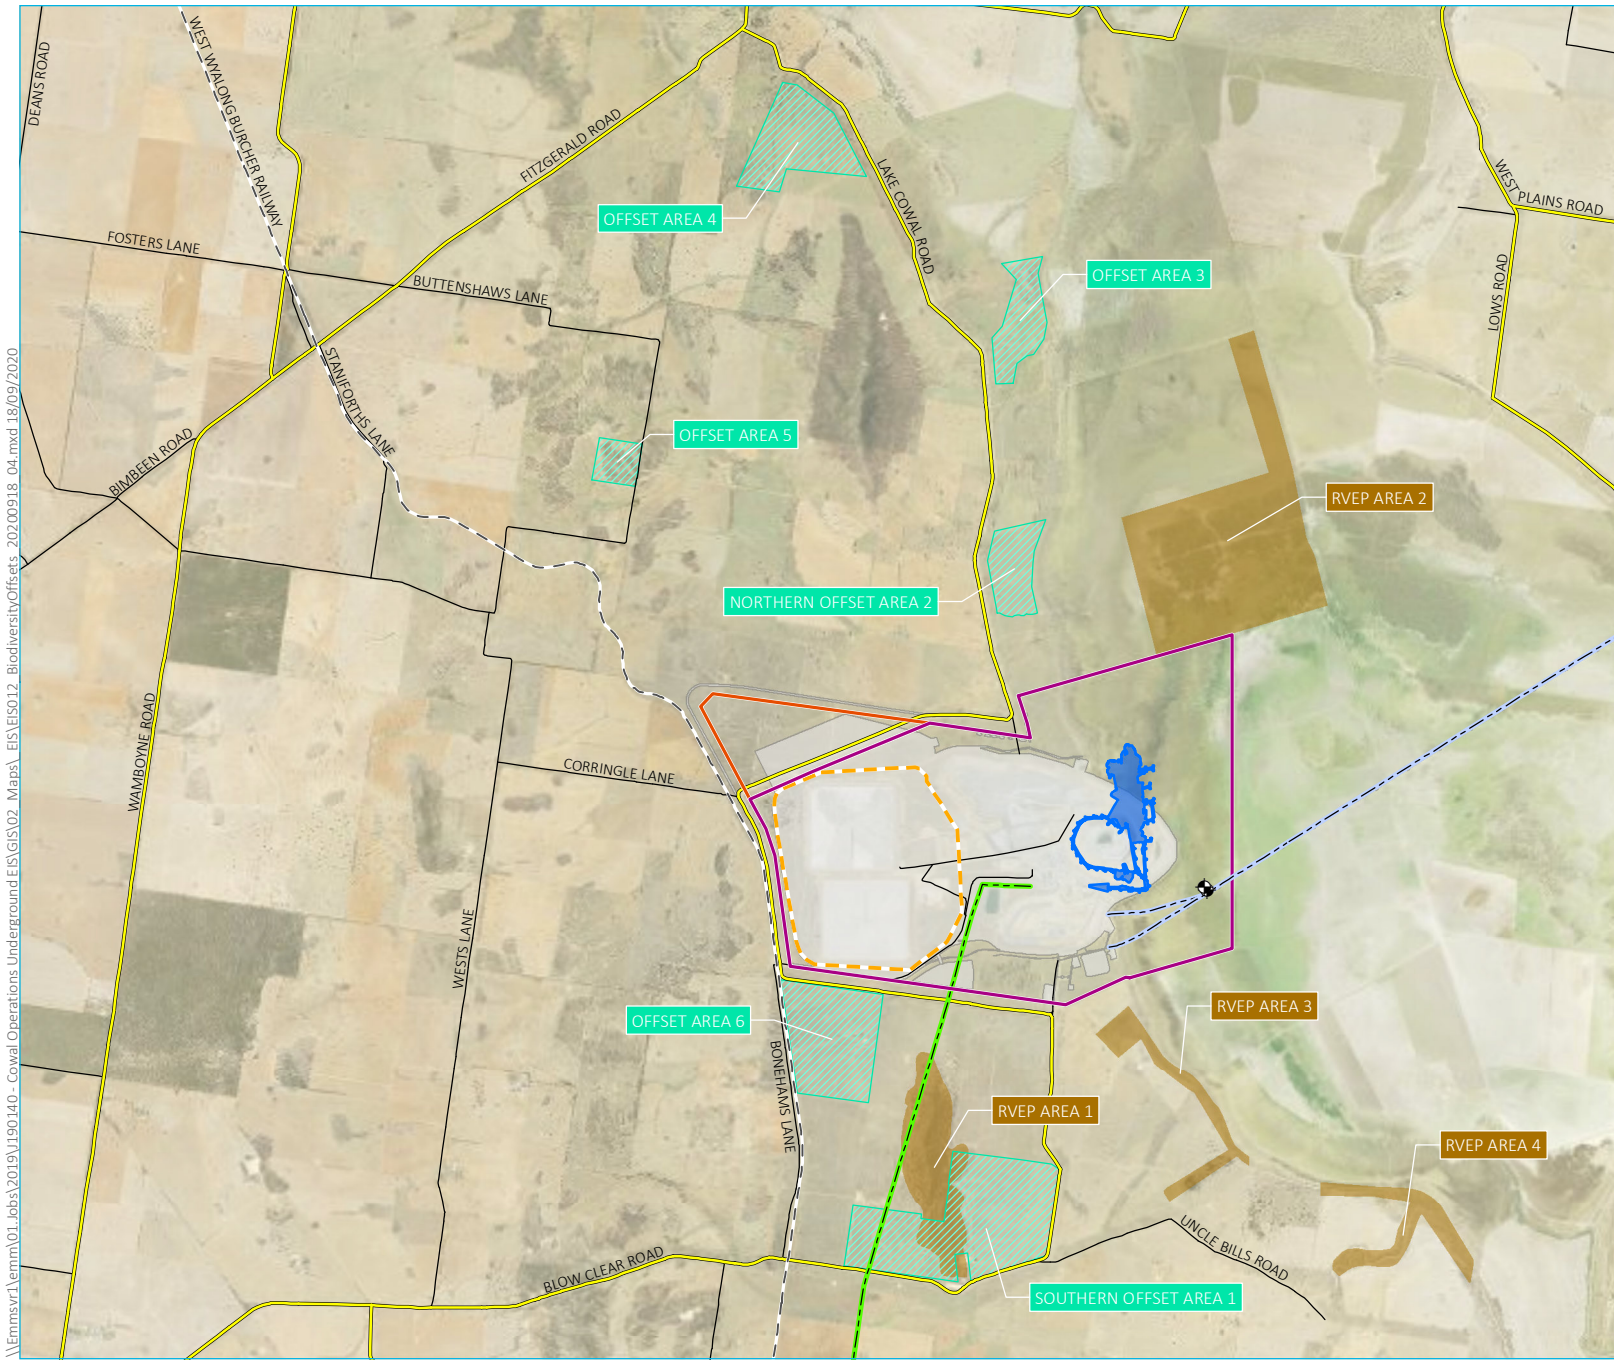 DEANS ROAD
WEST WYALONG BURCHER RAILWAY
FITZGERALD ROAD
LAKE COWAL ROAD
WEST PLAINS ROAD
OFFSET AREA 4
FOSTERS LANE
BUTTENSHAWS LANE
OFFSET AREA 3
LOWS ROAD
STANIFORTHS LANE
OFFSET AREA 5
BIMBEEN ROAD
RVEP AREA 2
NORTHERN OFFSET AREA 2
WAMBOYNE ROAD
CORRINGLE LANE
WESTS LANE
OFFSET AREA 6
RVEP AREA 3
BONEHAMS LANE
RVEP AREA 1
RVEP AREA 4
UNCLE BILLS ROAD
BLOW CLEAR ROAD
SOUTHERN OFFSET AREA 1
\\Emmsvr1\emm\01.Jobs\2019\J190140 - Cowal Operations Underground EIS\GIS\02_Maps\_EIS\EIS012_BiodiversityOffsets_20200918_04.mxd 18/09/2020